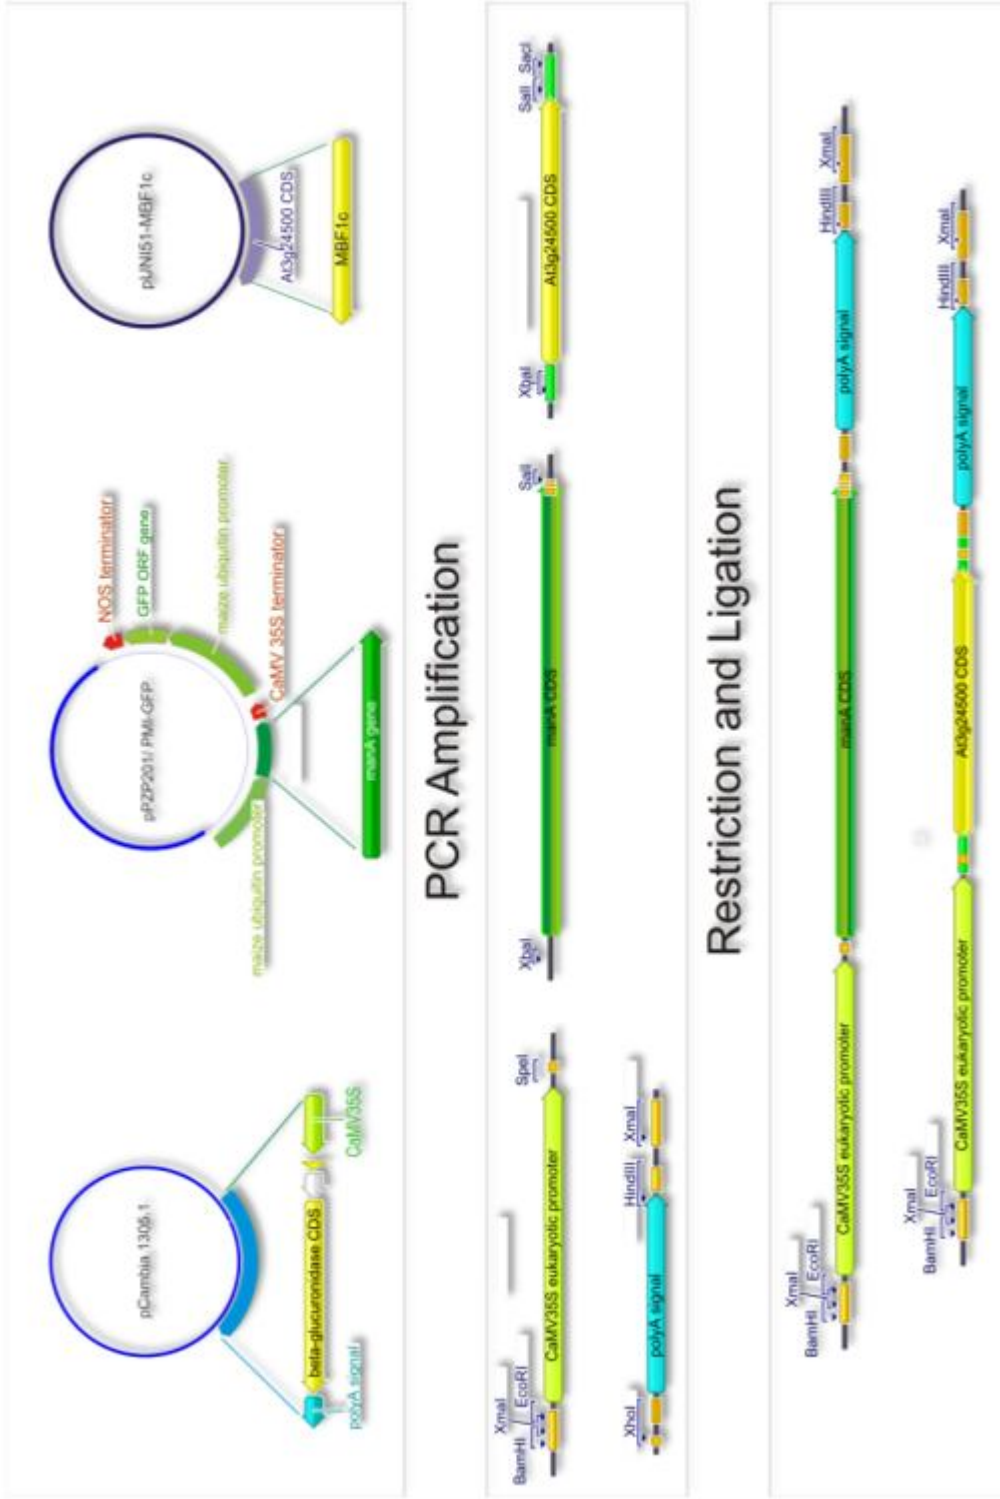 pCambia 1305.1
polyA signal
beta-glucuronidase CDS
CaMV35S
pPZP201/ PMI-GFP
maize ubiquitin promoter
NOS terminator
GFP ORF gene
maize ubiquitin promoter
CaMV 35S terminator
manA gene
pUNI51-MBF1c
At3g24500 CDS
MBF1c
PCR Amplification
BamHI
XmaI
EcoRI
CaMV35S eukaryotic promoter
SpeI
XbaI
manA CDS
SalI
XbaI
At3g24500 CDS
SalI
SacI
XhoI
polyA signal
HindIII
XmaI
Restriction and Ligation
BamHI
XmaI
EcoRI
CaMV35S eukaryotic promoter
manA CDS
polyA signal
HindIII
XmaI
BamHI
XmaI
EcoRI
CaMV35S eukaryotic promoter
At3g24500 CDS
polyA signal
HindIII
XmaI